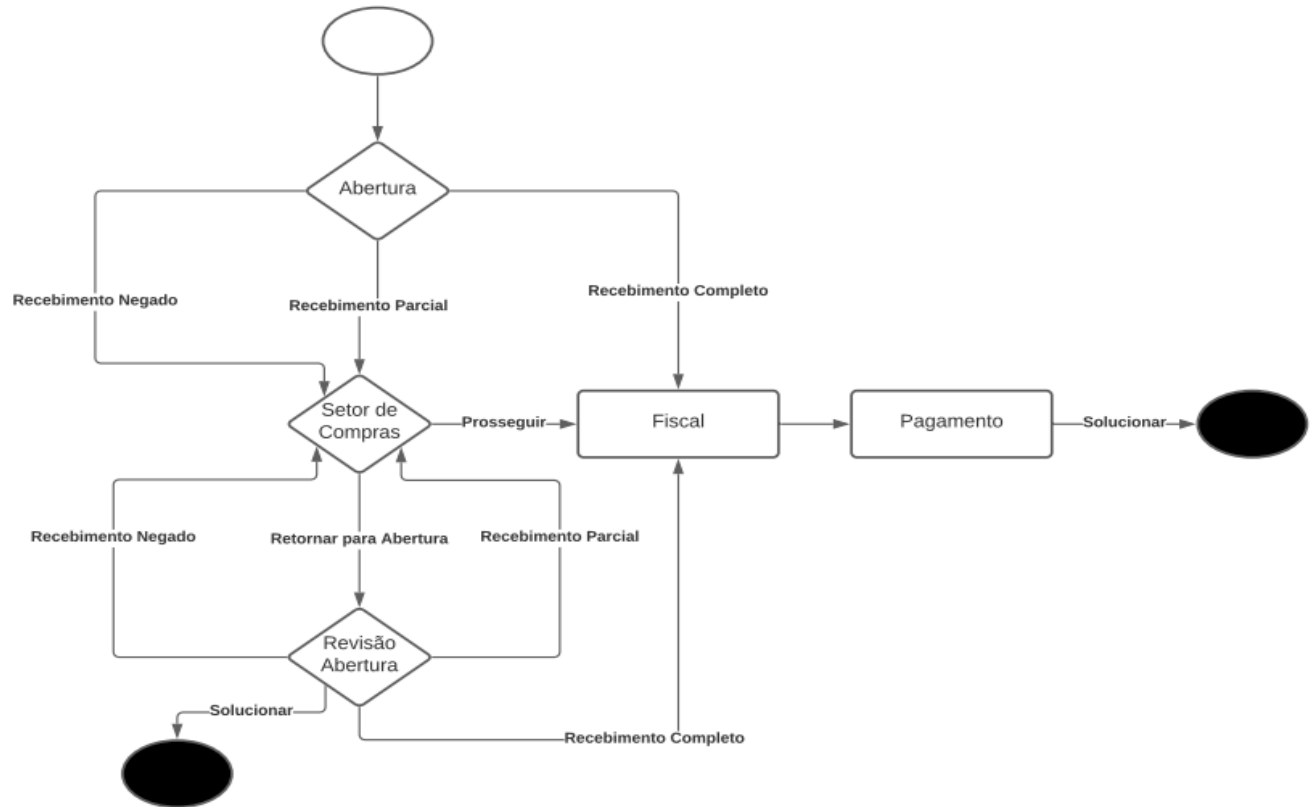 Abertura
Recebimento Negado
Recebimento Parcial
Recebimento Completo
Setor de
Compras
Prosseguir
Fiscal
Pagamento
Solucionar
Recebimento Negado
Retornar para Abertura
Recebimento Parcial
Revisão
Abertura
Solucionar
Recebimento Completo